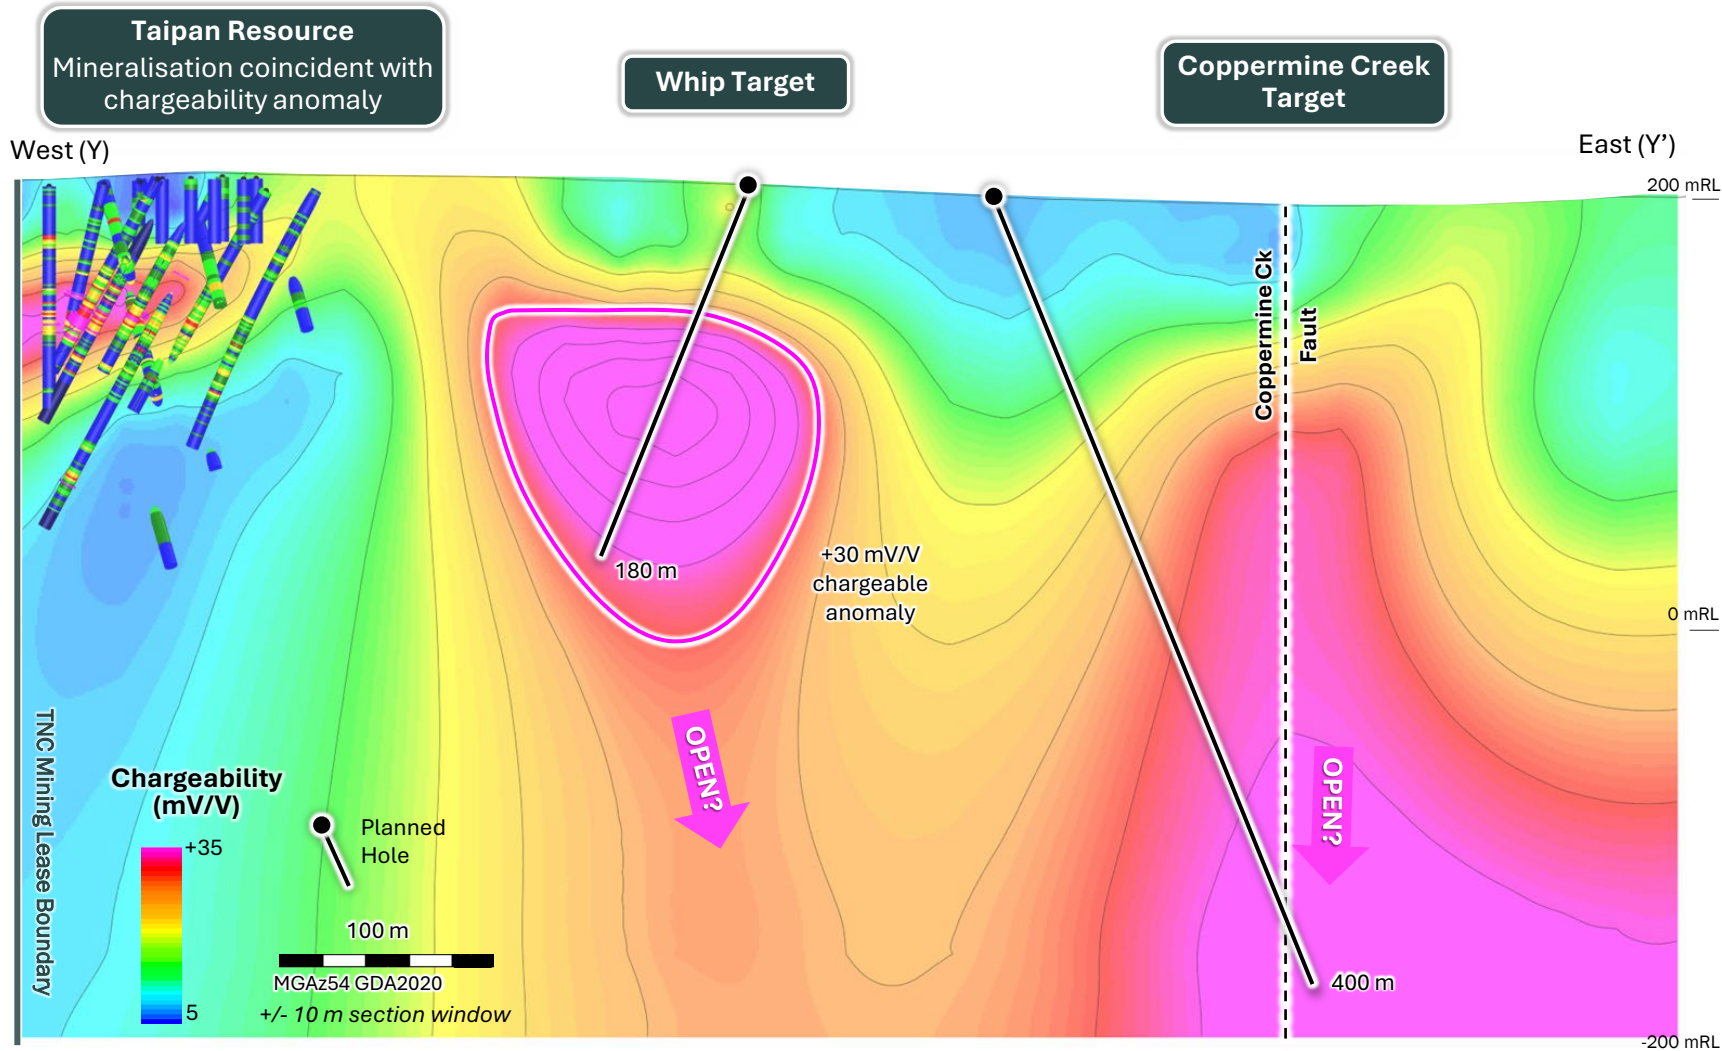 Taipan Resource
Mineralisation coincident with
chargeability anomaly
Whip Target
Coppermine Creek
Target
West (Y)
East (Y’)
200 mRL
Coppermine Ck
Fault
180 m
+30 mV/V
chargeable
anomaly
0 mRL
TNC Mining Lease Boundary
OPEN?
OPEN?
Chargeability
(mV/V)
+35
5
Planned
Hole
100 m
MGAz54 GDA2020
+/- 10 m section window
400 m
-200 mRL